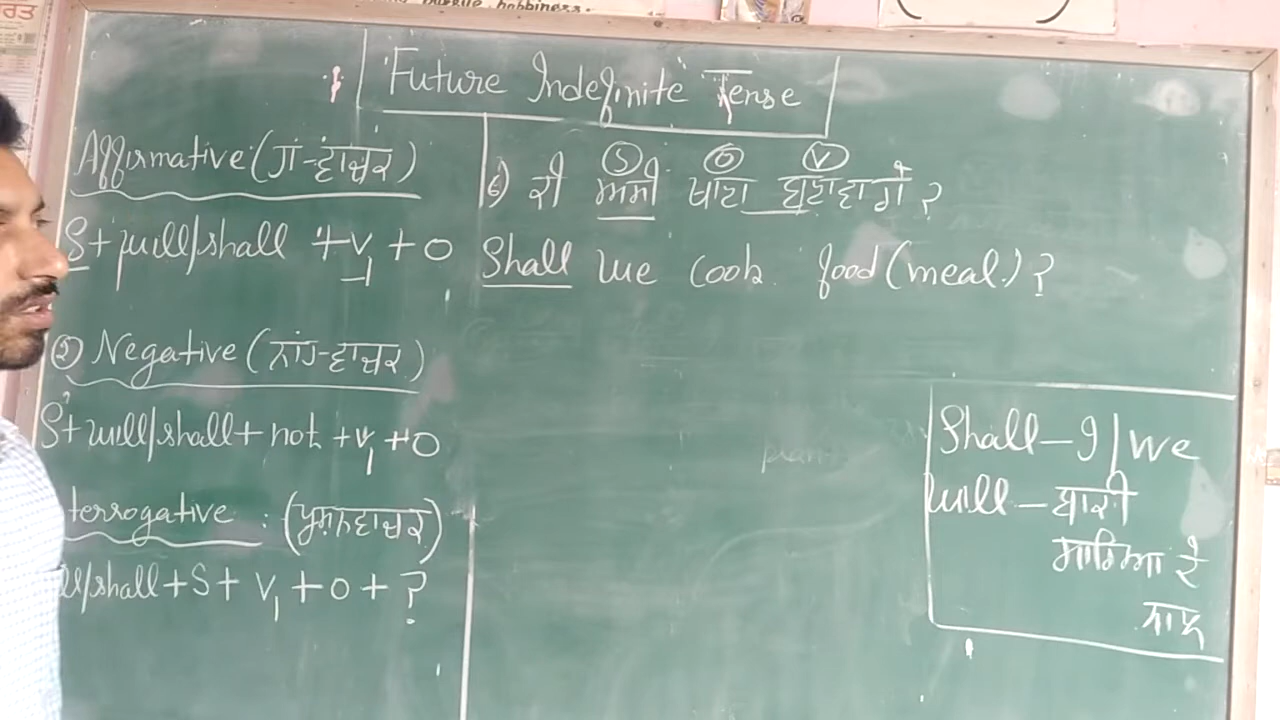 ਰਤ
Future Indefinite Tense
Affirmative (ਹਾਂ-ਵਾਚਕ)
S + will/shall + V1 + O
② Negative (ਨਾਂਹ-ਵਾਚਕ)
S + will/shall + not + V1 + O
terrogative : (ਪ੍ਰਸ਼ਨਵਾਚਕ)
ll/shall + S + V1 + O + ?
S O V
6) ਕੀ ਅਸੀਂ ਖਾਣਾ ਬਣਾਵਾਂਗੇ ?
Shall we cook food (meal.) ?
Shall – I | We
Will – ਬਾਕੀ
ਸਾਰਿਆਂ ਦੇ
ਨਾਲ